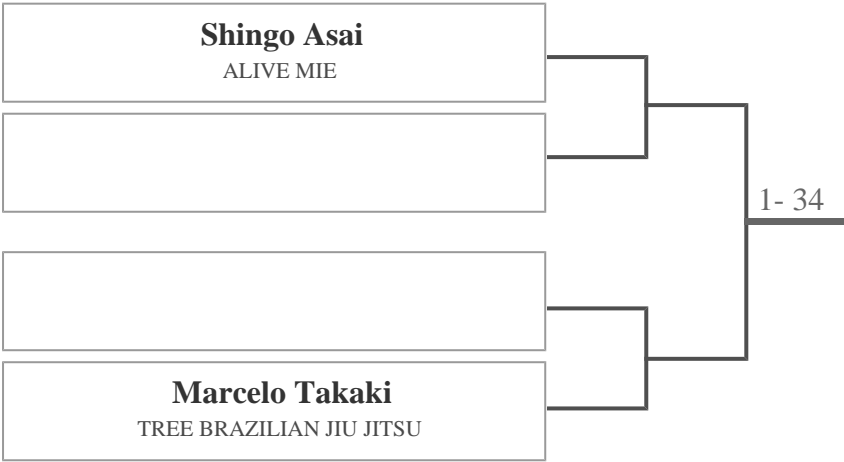 Shingo Asai
ALIVE MIE
1- 34
Marcelo Takaki
TREE BRAZILIAN JIU JITSU